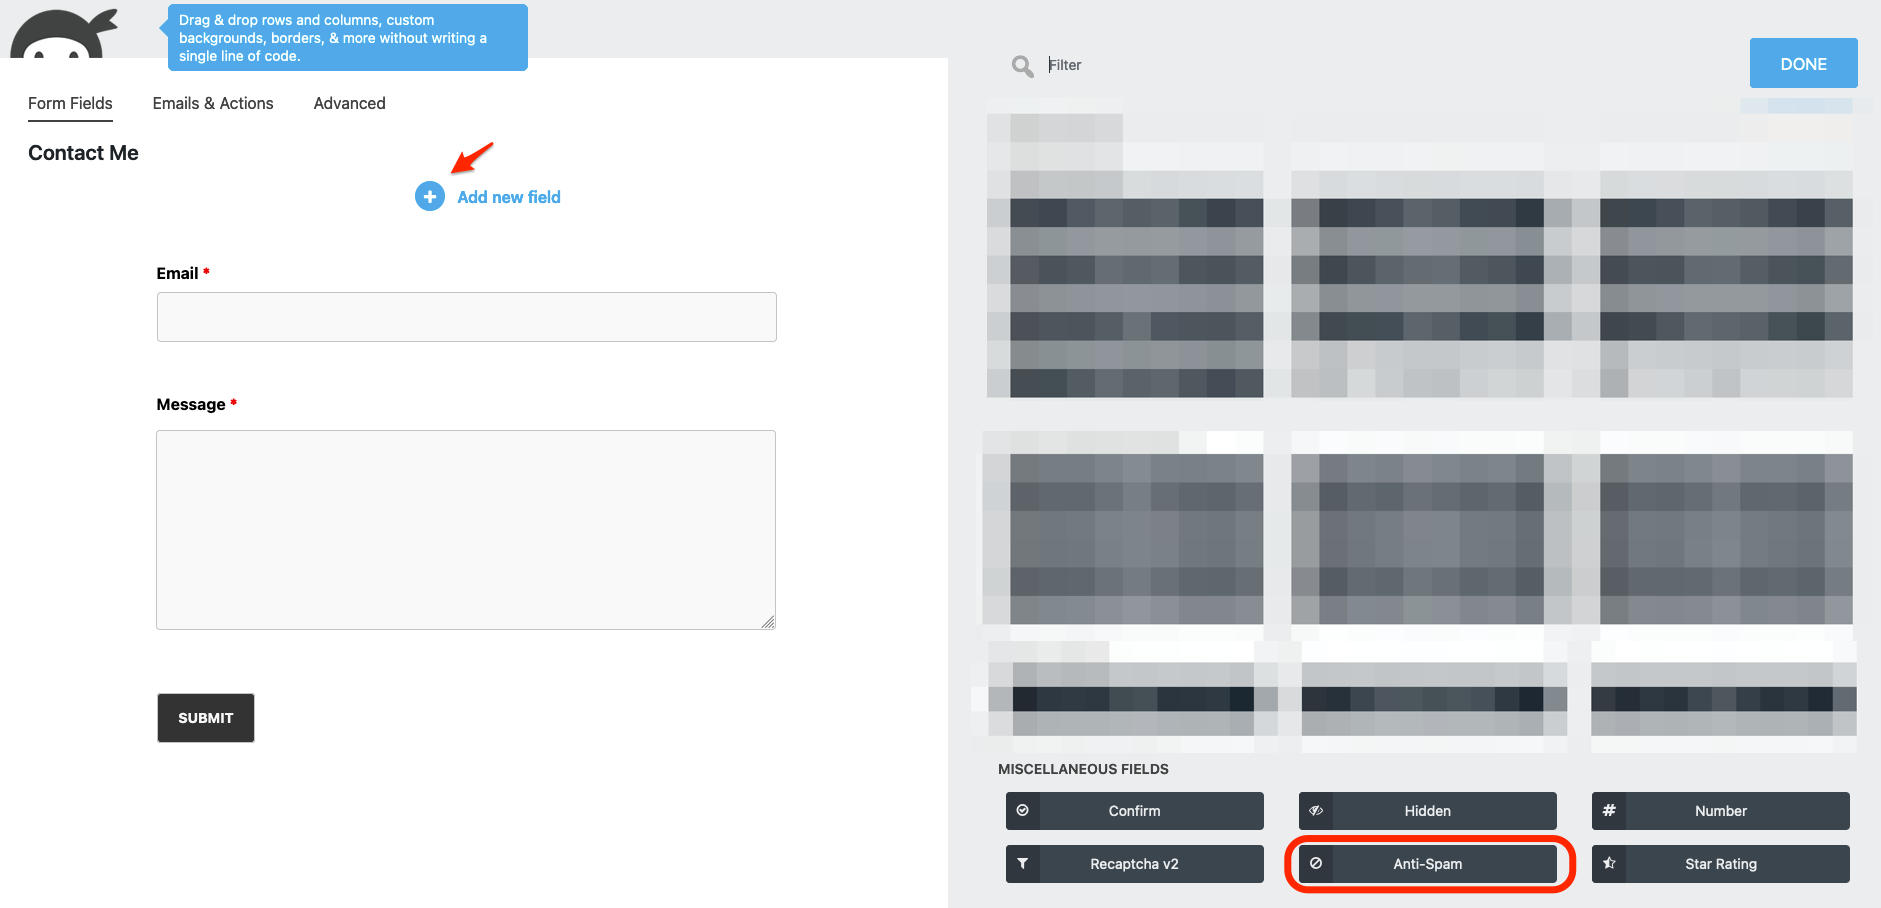 Drag & drop rows and columns, custom
backgrounds, borders, & more without writing a
single line of code.
Filter
DONE
Form Fields
Emails & Actions
Advanced
Contact Me
Add new field
Email *
Message *
SUBMIT
MISCELLANEOUS FIELDS
Confirm
Hidden
Number
Recaptcha v2
Anti-Spam
Star Rating